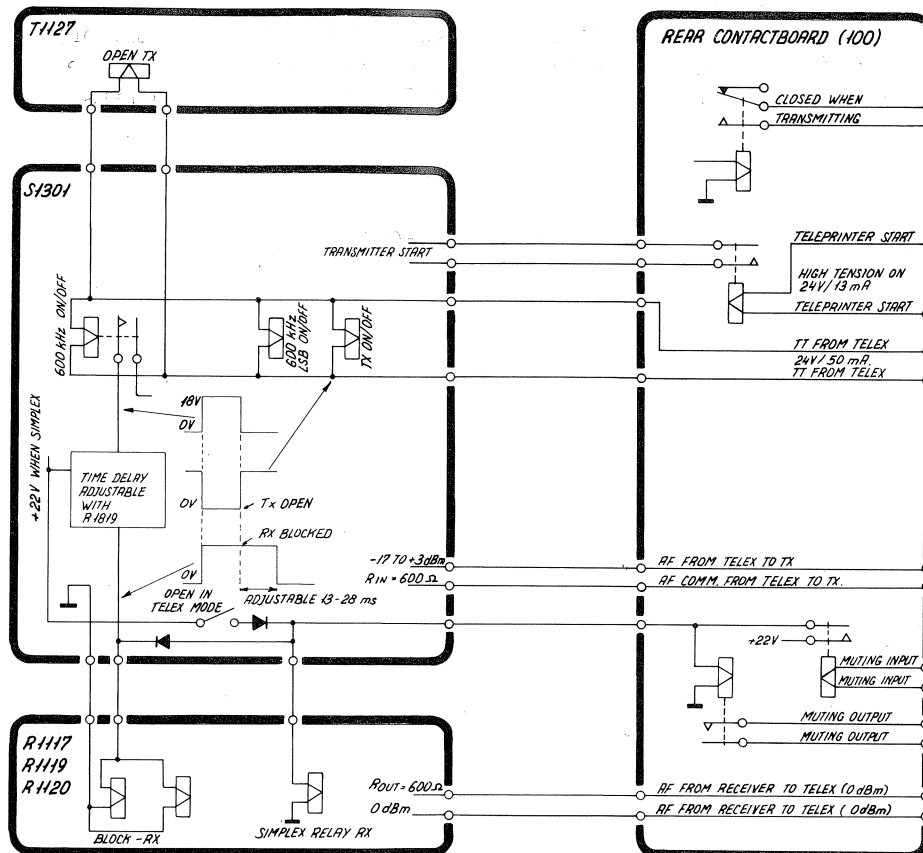 T1127
OPEN TX
REAR CONTACTBOARD (100)
CLOSED WHEN
TRANSMITTING
S1301
TRANSMITTER START
TELEPRINTER START
HIGH TENSION ON
24V/13 mA
TELEPRINTER START
600 kHz ON/OFF
600 kHz
LSB ON/OFF
TX ON/OFF
TT FROM TELEX
24V/50 mA.
TT FROM TELEX
18V
0V
+22V WHEN SIMPLEX
TIME DELAY
ADJUSTABLE
WITH
R1819
0V
Tx OPEN
RX BLOCKED
0V
ADJUSTABLE 13-28 ms
OPEN IN
TELEX MODE
-17 TO +3dBm
RIN = 600 Ω
AF FROM TELEX TO TX
AF COMM. FROM TELEX TO TX.
+22V
MUTING INPUT
MUTING INPUT
MUTING OUTPUT
MUTING OUTPUT
R1117
R1119
R1120
BLOCK-RX
SIMPLEX RELAY RX
ROUT = 600Ω
0 dBm
AF FROM RECEIVER TO TELEX (0 dBm)
AF FROM RECEIVER TO TELEX (0 dBm)